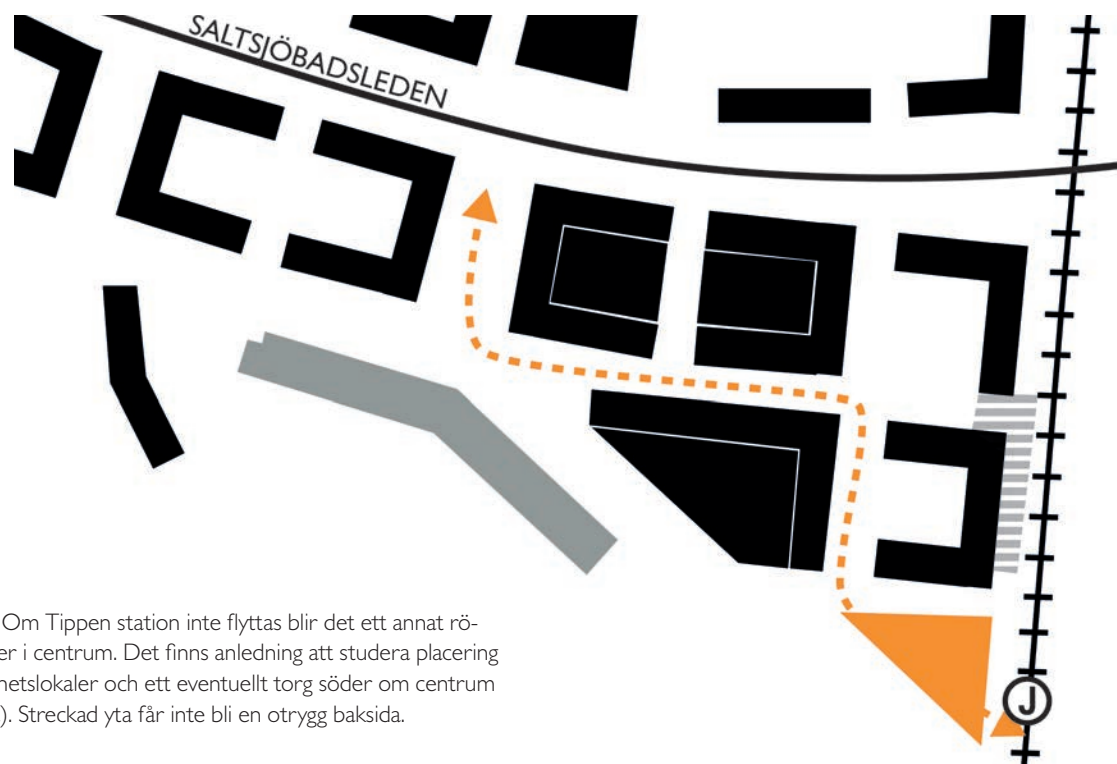 SALTSJÖBADSLEDEN
J
Om Tippen station inte flyttas blir det ett annat rö-
er i centrum. Det finns anledning att studera placering
netslokaler och ett eventuellt torg söder om centrum
). Streckad yta får inte bli en otrygg baksida.